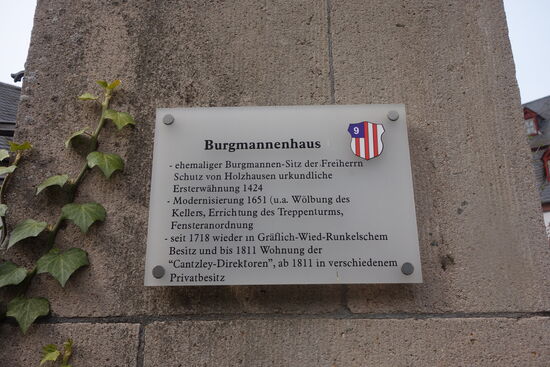 Burgmannenhaus
9
- ehemaliger Burgmannen-Sitz der Freiherrn
Schutz von Holzhausen urkundliche
Ersterwähnung 1424
- Modernisierung 1651 (u.a. Wölbung des
Kellers, Errichtung des Treppenturms,
Fensteranordnung
- seit 1718 wieder in Gräflich-Wied-Runkelschem
Besitz und bis 1811 Wohnung der
"Cantzley-Direktoren", ab 1811 in verschiedenem
Privatbesitz